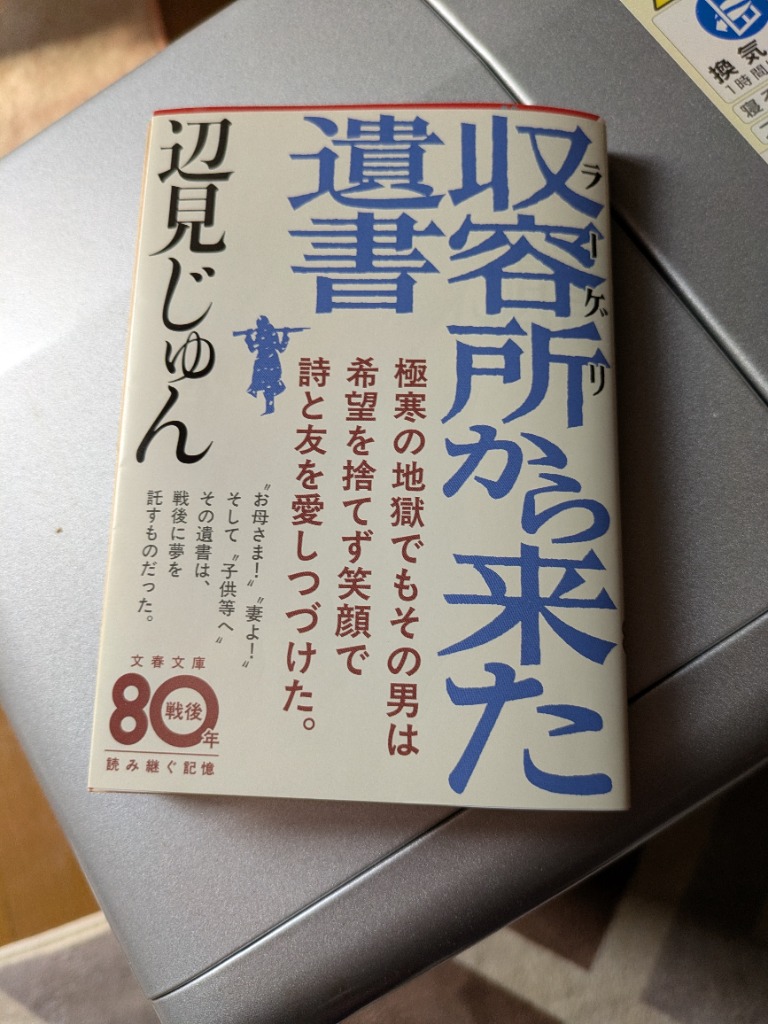 収容所から来た
ラーゲリ
遺書
極寒の地獄でもその男は
希望を捨てず笑顔で
詩と友を愛しつづけた。
辺見じゅん
〝お母さま!〟〝妻よ!〟
そして〝子供等へ〟
その遺書は、
戦後に夢を
託すものだった。
文春文庫
戦後
80年
読み継ぐ記憶
換気
1時間